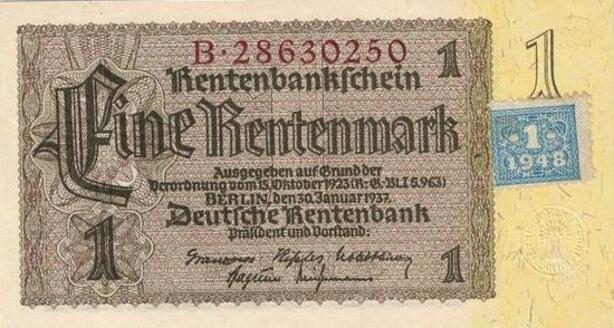 B·28630250
1
Rentenbankschein
1
Eine Rentenmark
1
1948
Ausgegeben auf Grund der
Verordnung vom 15. Oktober 1923 (R.-G.-Bl. I S. 963)
BERLIN, den 30. Januar 1937.
Deutsche Rentenbank
Präsident und Vorstand:
1
1